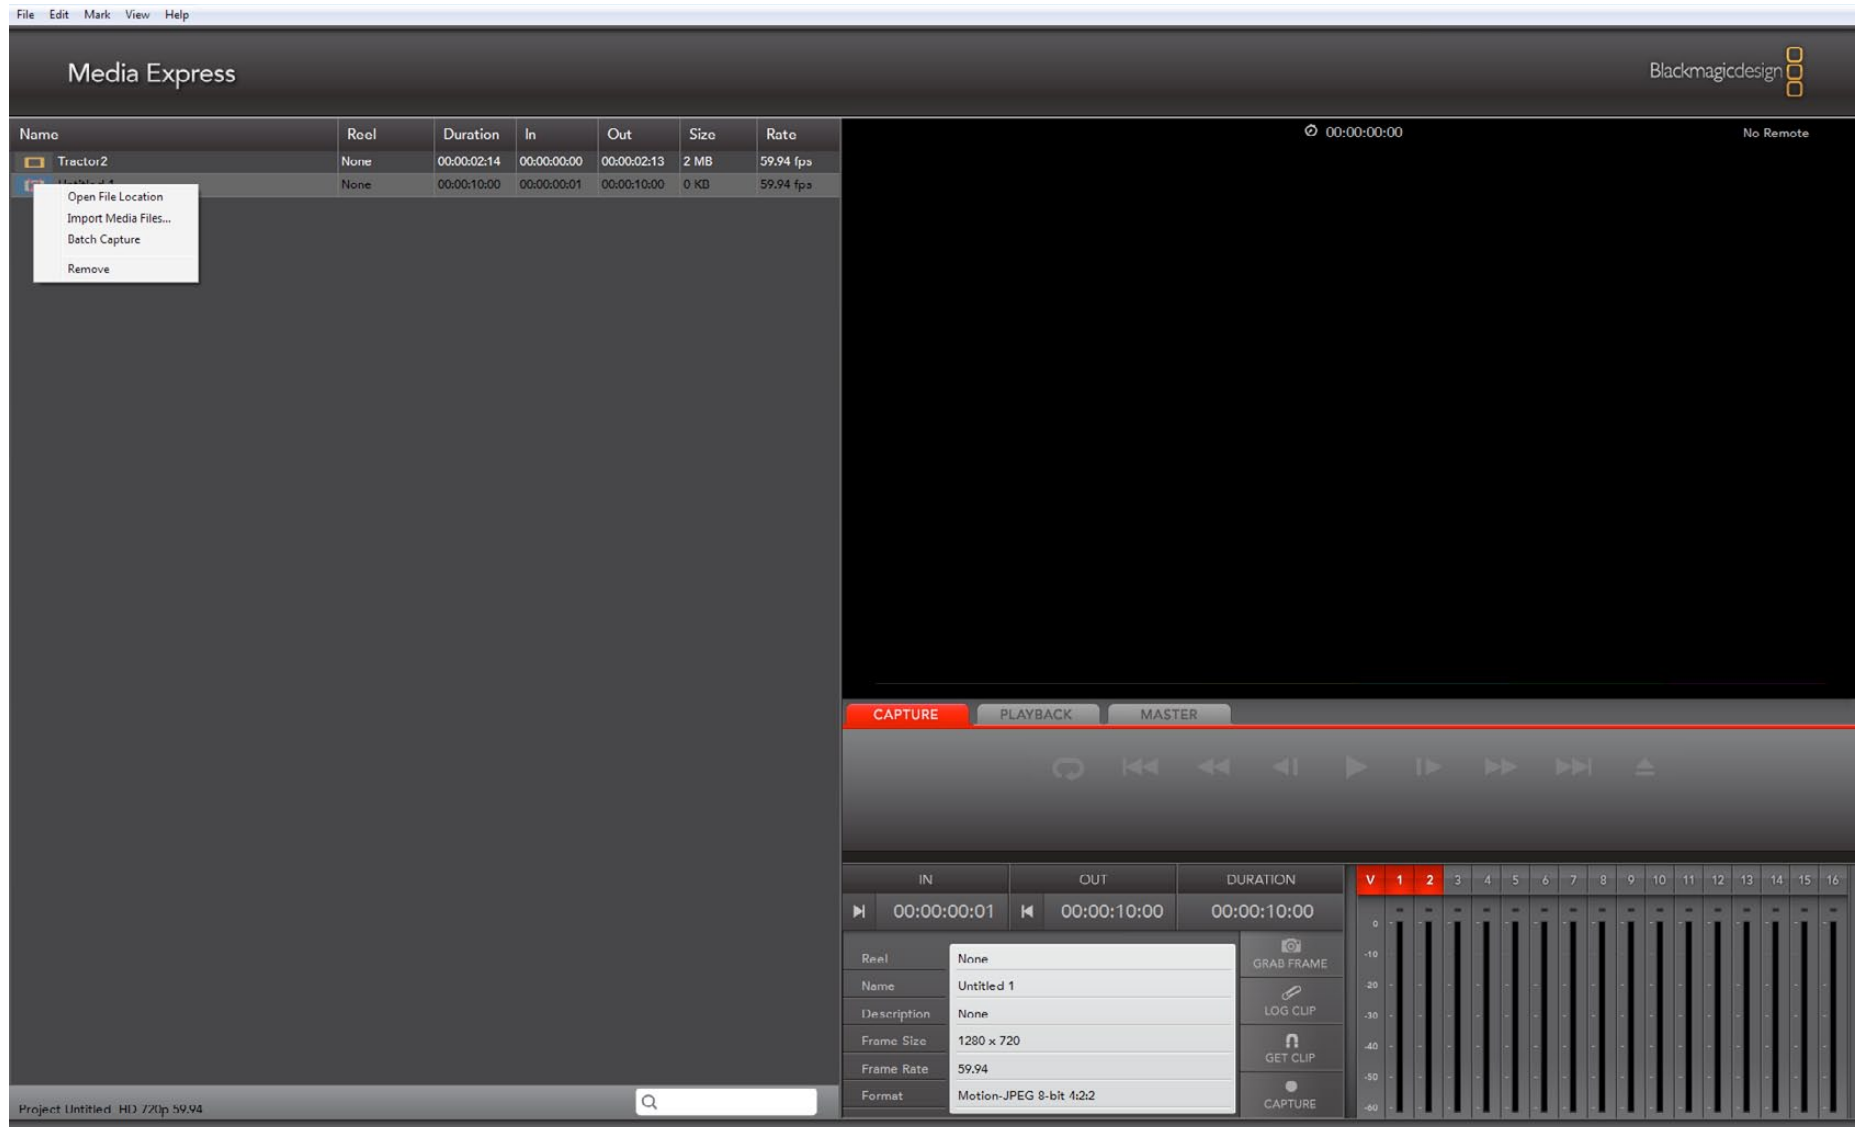 File Edit Mark View Help
Media Express
Blackmagicdesign
Name Reel Duration In Out Size Rate
00:00:00:00
No Remote
Tractor2 None 00:00:02:14 00:00:00:00 00:00:02:13 2 MB 59.94 fps
Untitled 1 None 00:00:10:00 00:00:00:01 00:00:10:00 0 KB 59.94 fps
Open File Location
Import Media Files...
Batch Capture
Remove
CAPTURE PLAYBACK MASTER
IN OUT DURATION
00:00:00:01 00:00:10:00 00:00:10:00
Reel None
Name Untitled 1
Description None
Frame Size 1280 x 720
Frame Rate 59.94
Format Motion-JPEG 8-bit 4:2:2
GRAB FRAME
LOG CLIP
GET CLIP
CAPTURE
V 1 2 3 4 5 6 7 8 9 10 11 12 13 14 15 16
0
-10
-20
-30
-40
-50
-60
Project Untitled HD 720p 59.94